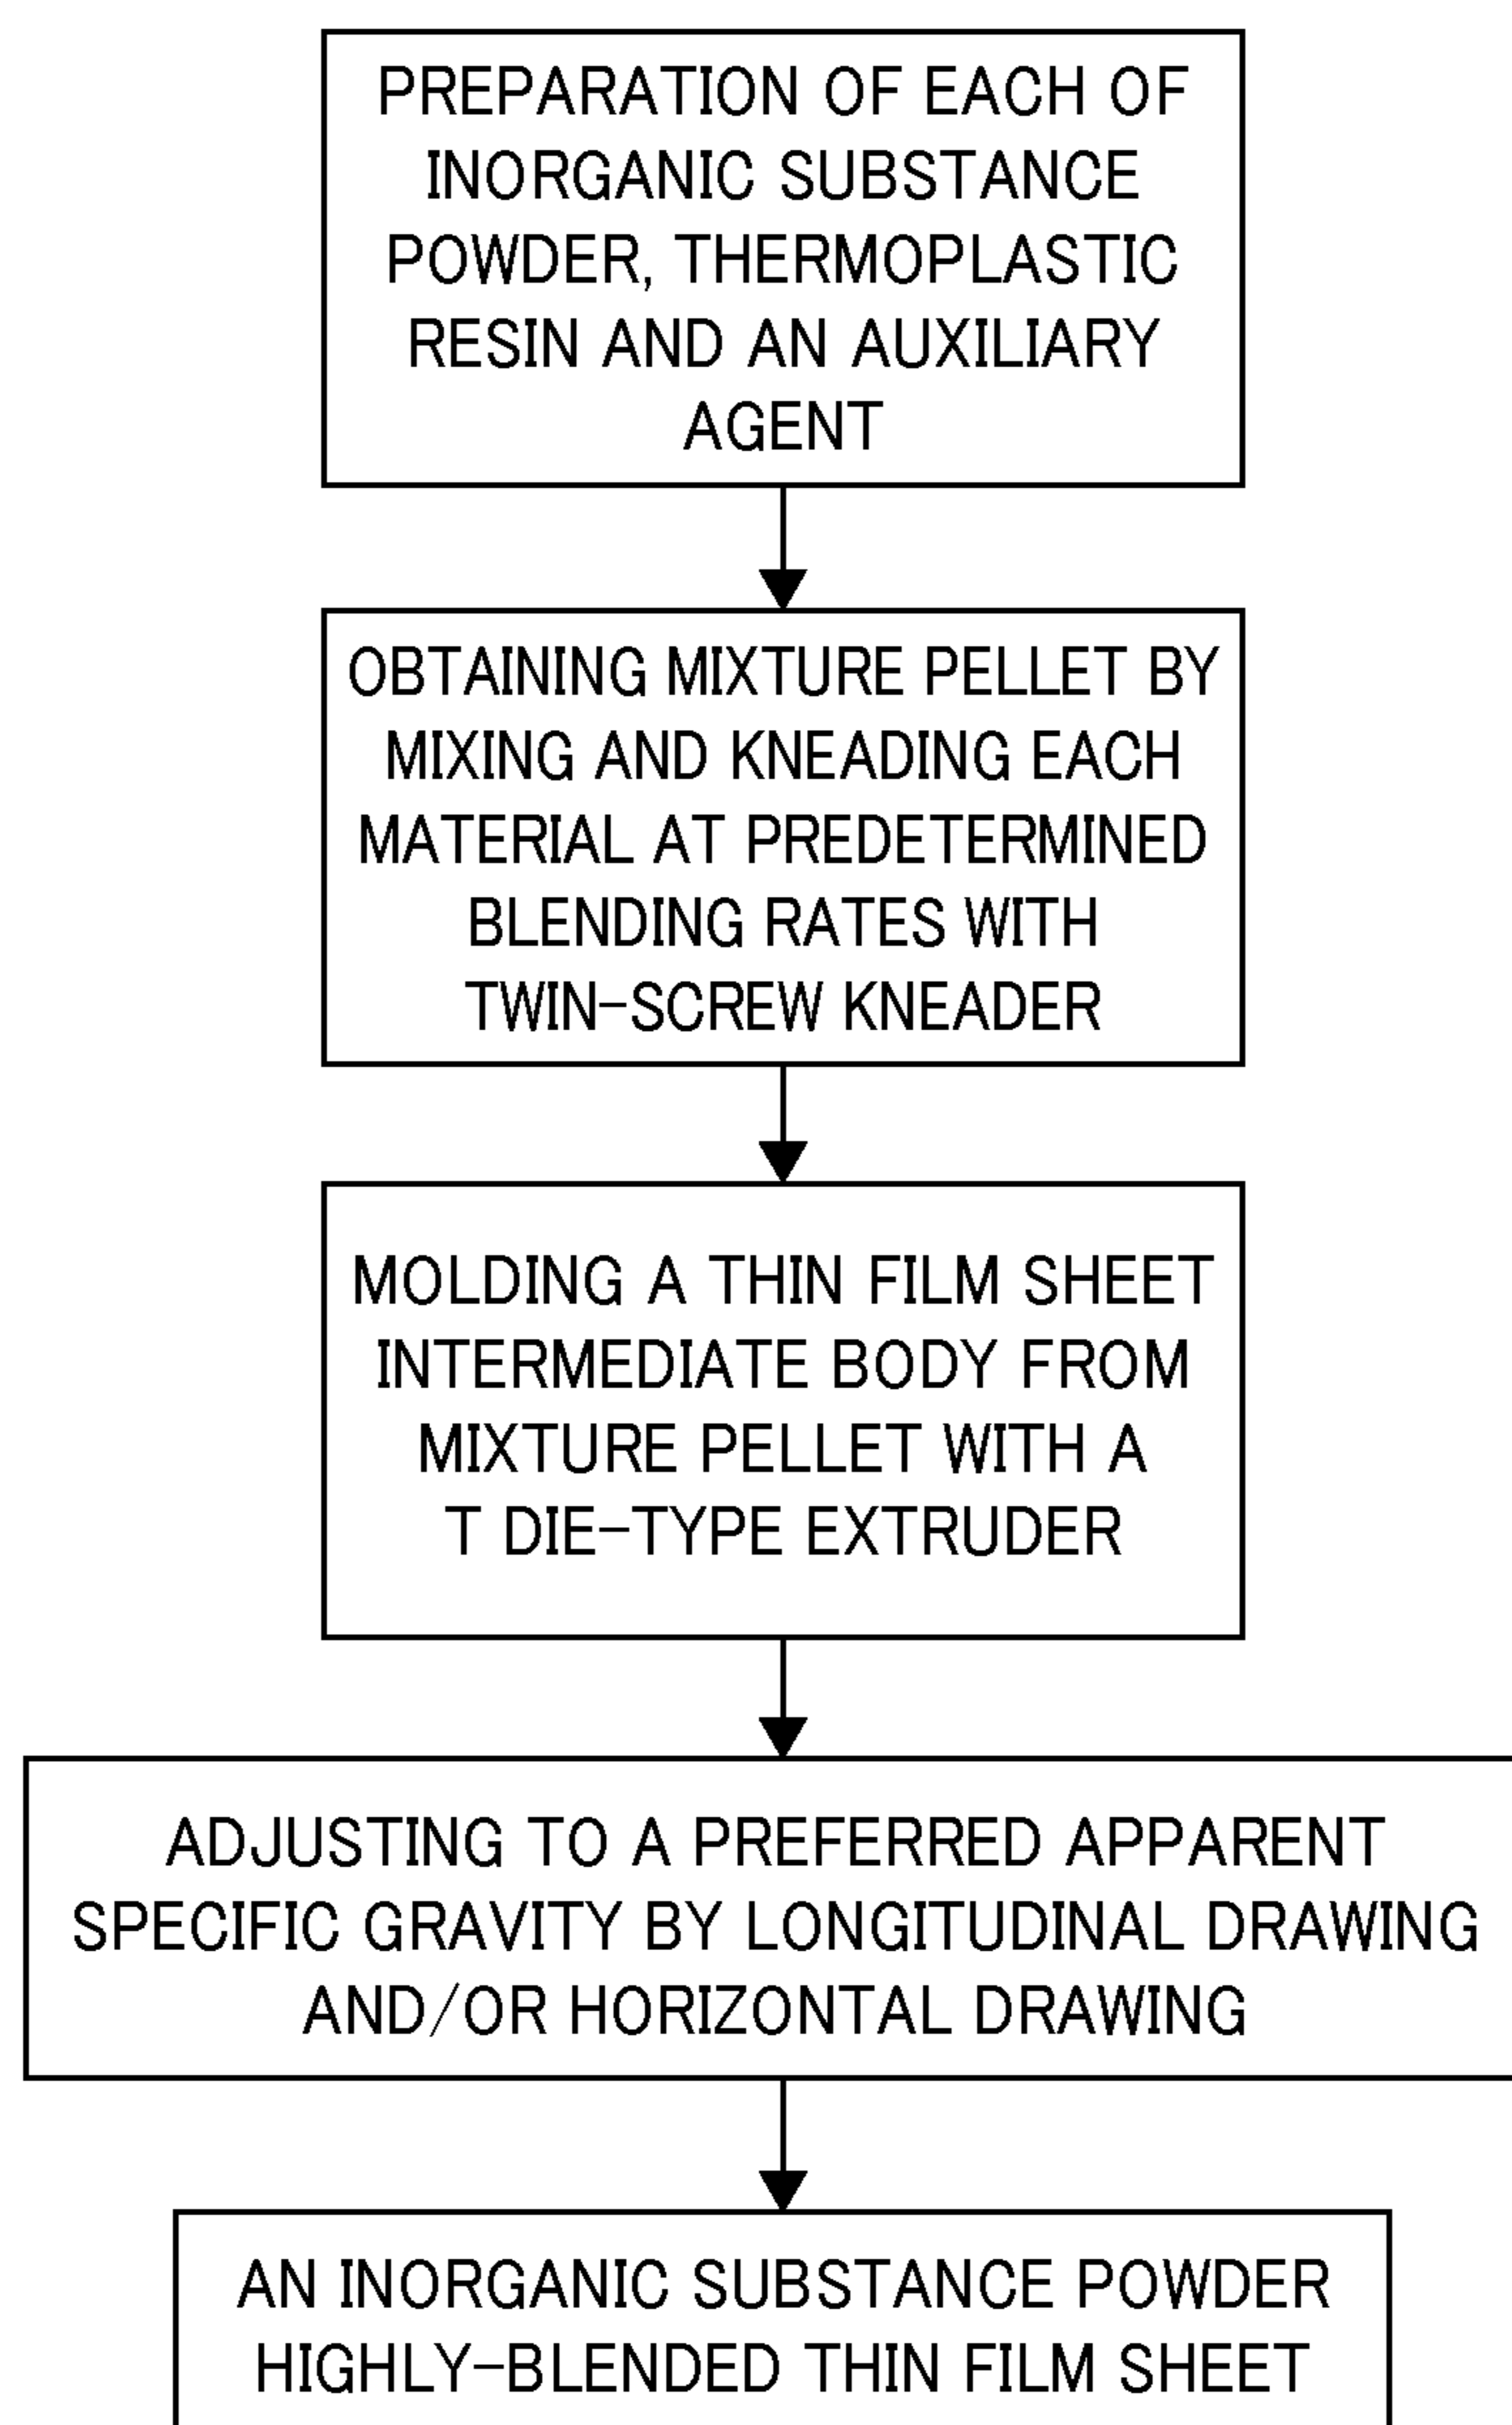 PREPARATION OF EACH OF
INORGANIC SUBSTANCE
POWDER, THERMOPLASTIC
RESIN AND AN AUXILIARY
AGENT
OBTAINING MIXTURE PELLET BY
MIXING AND KNEADING EACH
MATERIAL AT PREDETERMINED
BLENDING RATES WITH
TWIN-SCREW KNEADER
MOLDING A THIN FILM SHEET
INTERMEDIATE BODY FROM
MIXTURE PELLET WITH A
T DIE-TYPE EXTRUDER
ADJUSTING TO A PREFERRED APPARENT
SPECIFIC GRAVITY BY LONGITUDINAL DRAWING
AND/OR HORIZONTAL DRAWING
AN INORGANIC SUBSTANCE POWDER
HIGHLY-BLENDED THIN FILM SHEET